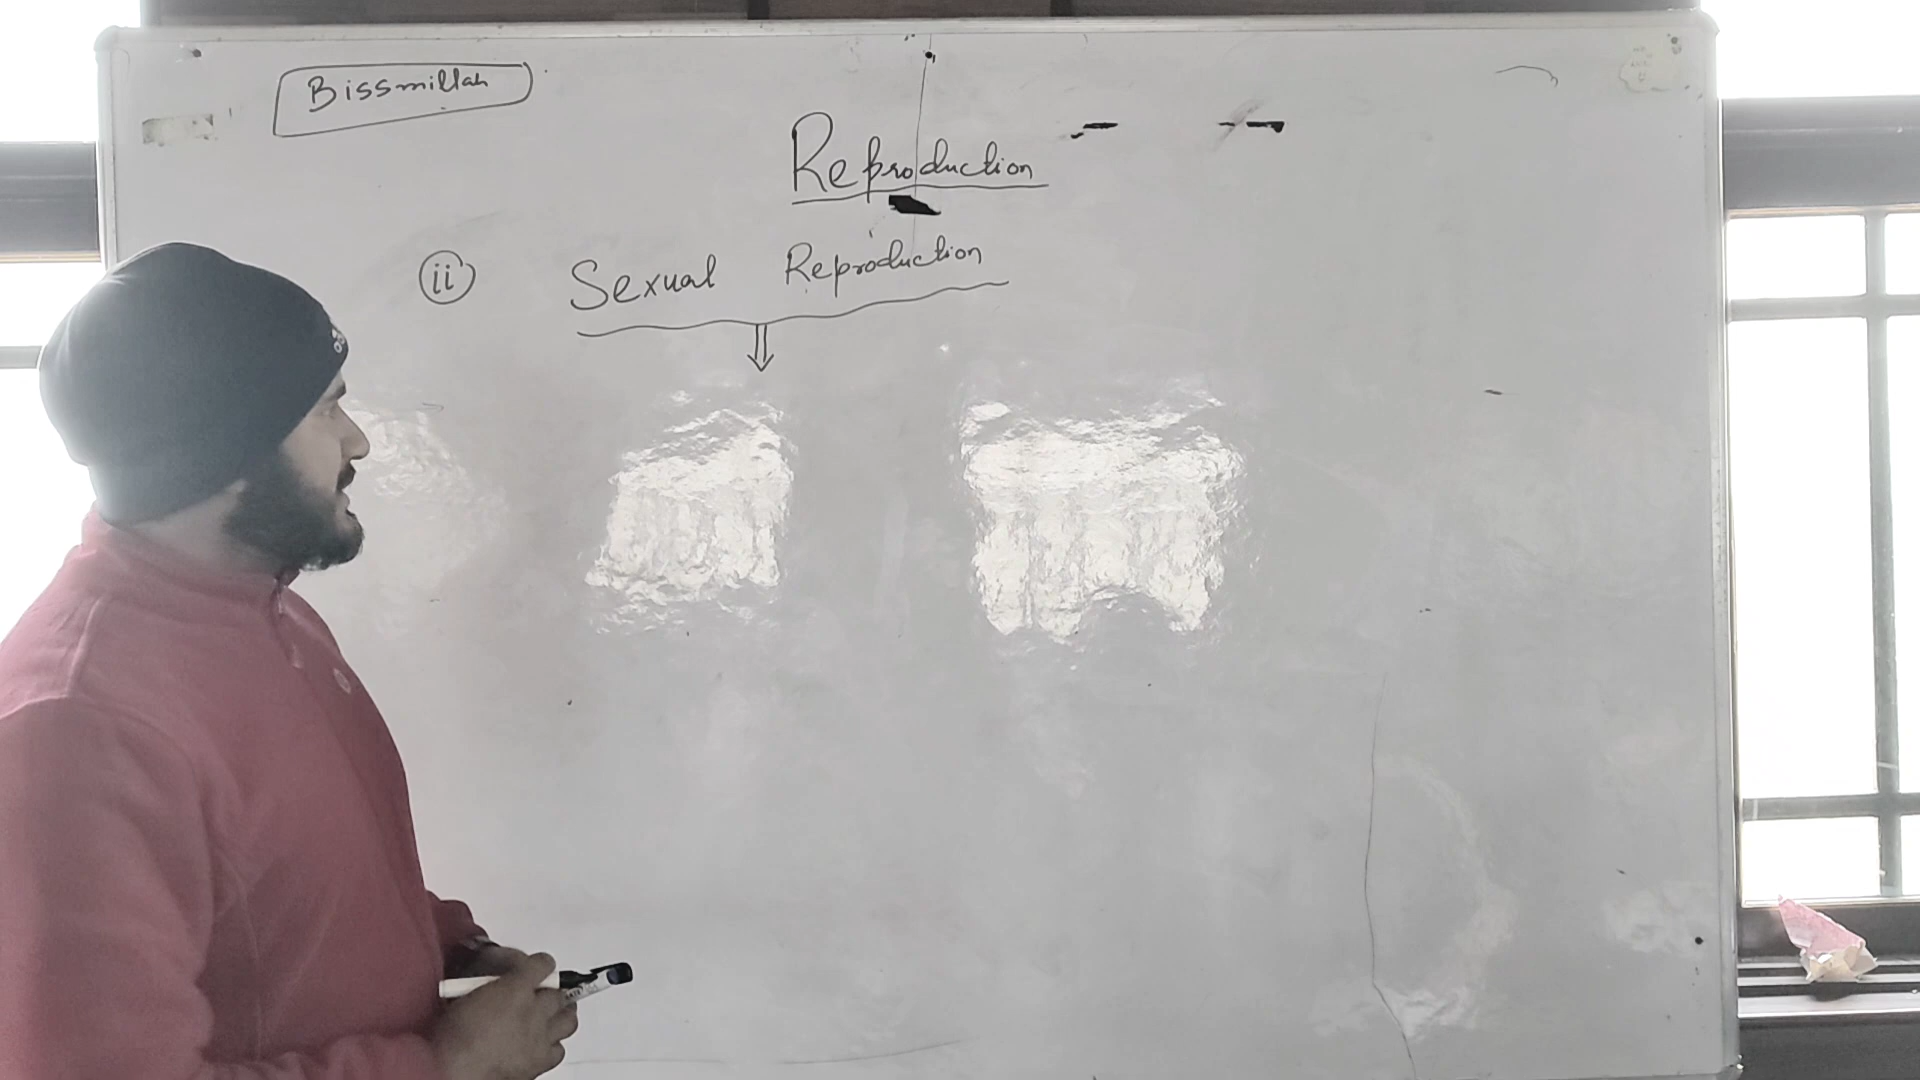 Bissmillah
Reproduction
ii Sexual Reproduction